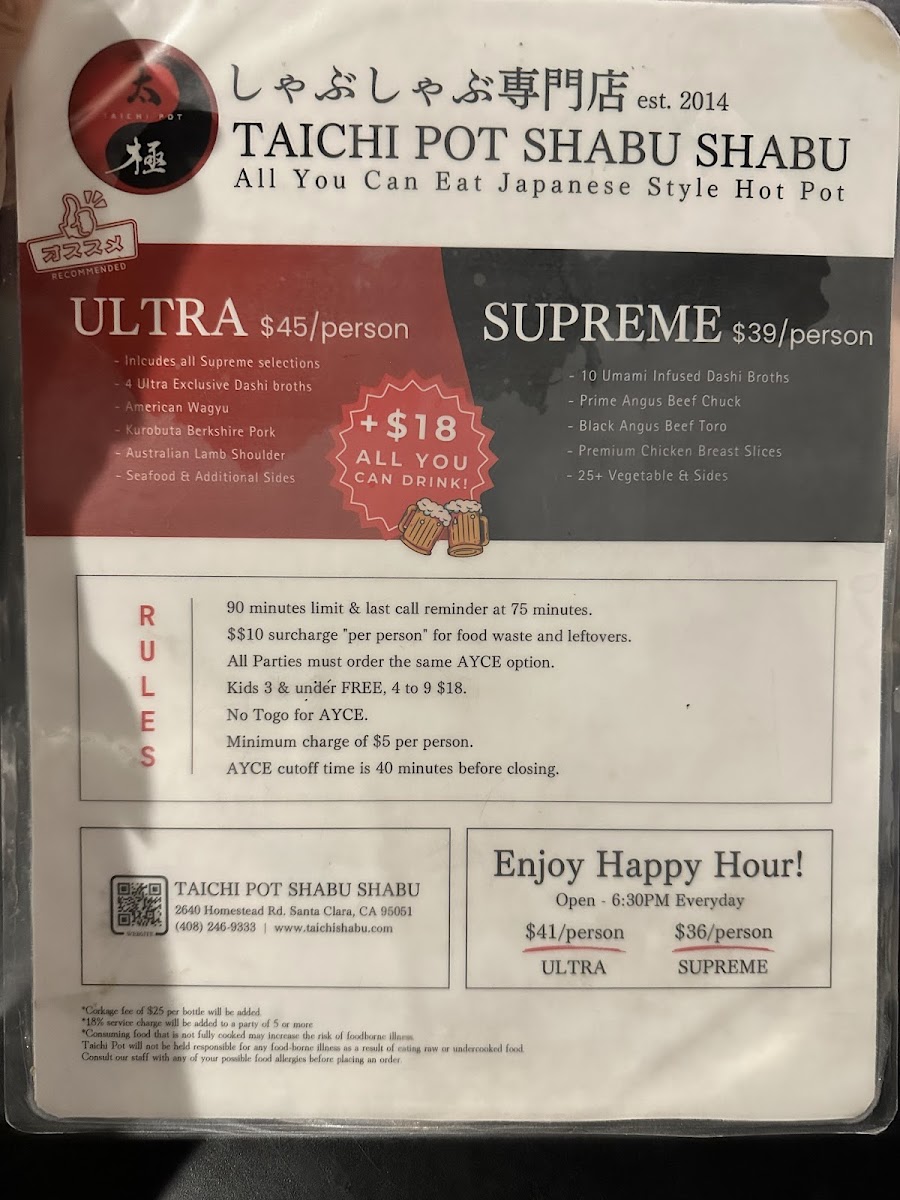 太
TAICHI POT
極
しゃぶしゃぶ専門店 est. 2014
TAICHI POT SHABU SHABU
All You Can Eat Japanese Style Hot Pot
オススメ
RECOMMENDED
ULTRA $45/person
- Inlcudes all Supreme selections
- 4 Ultra Exclusive Dashi broths
- American Wagyu
- Kurobuta Berkshire Pork
- Australian Lamb Shoulder
- Seafood & Additional Sides
+$18
ALL YOU
CAN DRINK!
SUPREME $39/person
- 10 Umami Infused Dashi Broths
- Prime Angus Beef Chuck
- Black Angus Beef Toro
- Premium Chicken Breast Slices
- 25+ Vegetable & Sides
RULES
90 minutes limit & last call reminder at 75 minutes.
$$10 surcharge "per person" for food waste and leftovers.
All Parties must order the same AYCE option.
Kids 3 & under FREE, 4 to 9 $18.
No Togo for AYCE.
Minimum charge of $5 per person.
AYCE cutoff time is 40 minutes before closing.
WEBSITE
TAICHI POT SHABU SHABU
2640 Homestead Rd. Santa Clara, CA 95051
(408) 246-9333 | www.taichishabu.com
Enjoy Happy Hour!
Open - 6:30PM Everyday
$41/person $36/person
ULTRA SUPREME
*Corkage fee of $25 per bottle will be added.
*18% service charge will be added to a party of 5 or more
*Consuming food that is not fully cooked may increase the risk of foodborne illness.
Taichi Pot will not be held responsible for any food-borne illness as a result of eating raw or undercooked food.
Consult our staff with any of your possible food allergies before placing an order.